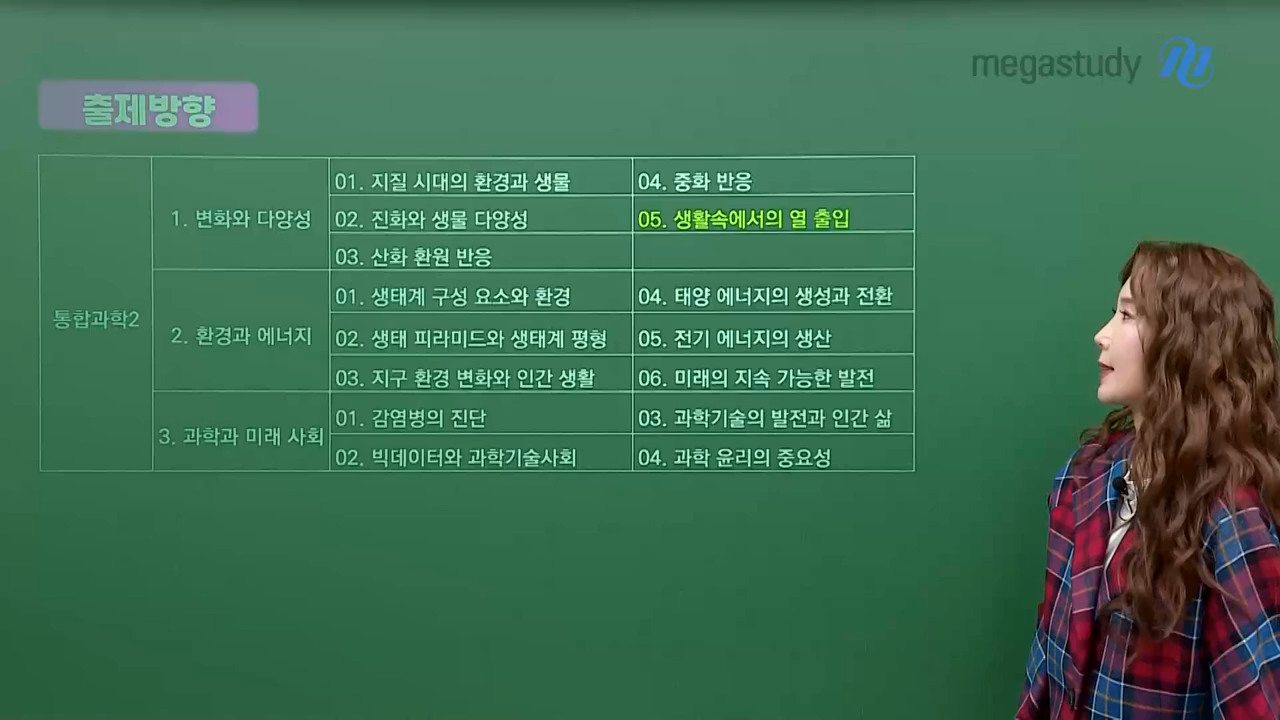 megastudy
출제방향
통합과학2
1. 변화와 다양성
01. 지질 시대의 환경과 생물
04. 중화 반응
02. 진화와 생물 다양성
05. 생활속에서의 열 출입
03. 산화 환원 반응
2. 환경과 에너지
01. 생태계 구성 요소와 환경
04. 태양 에너지의 생성과 전환
02. 생태 피라미드와 생태계 평형
05. 전기 에너지의 생산
03. 지구 환경 변화와 인간 생활
06. 미래의 지속 가능한 발전
3. 과학과 미래 사회
01. 감염병의 진단
03. 과학기술의 발전과 인간 삶
02. 빅데이터와 과학기술사회
04. 과학 윤리의 중요성